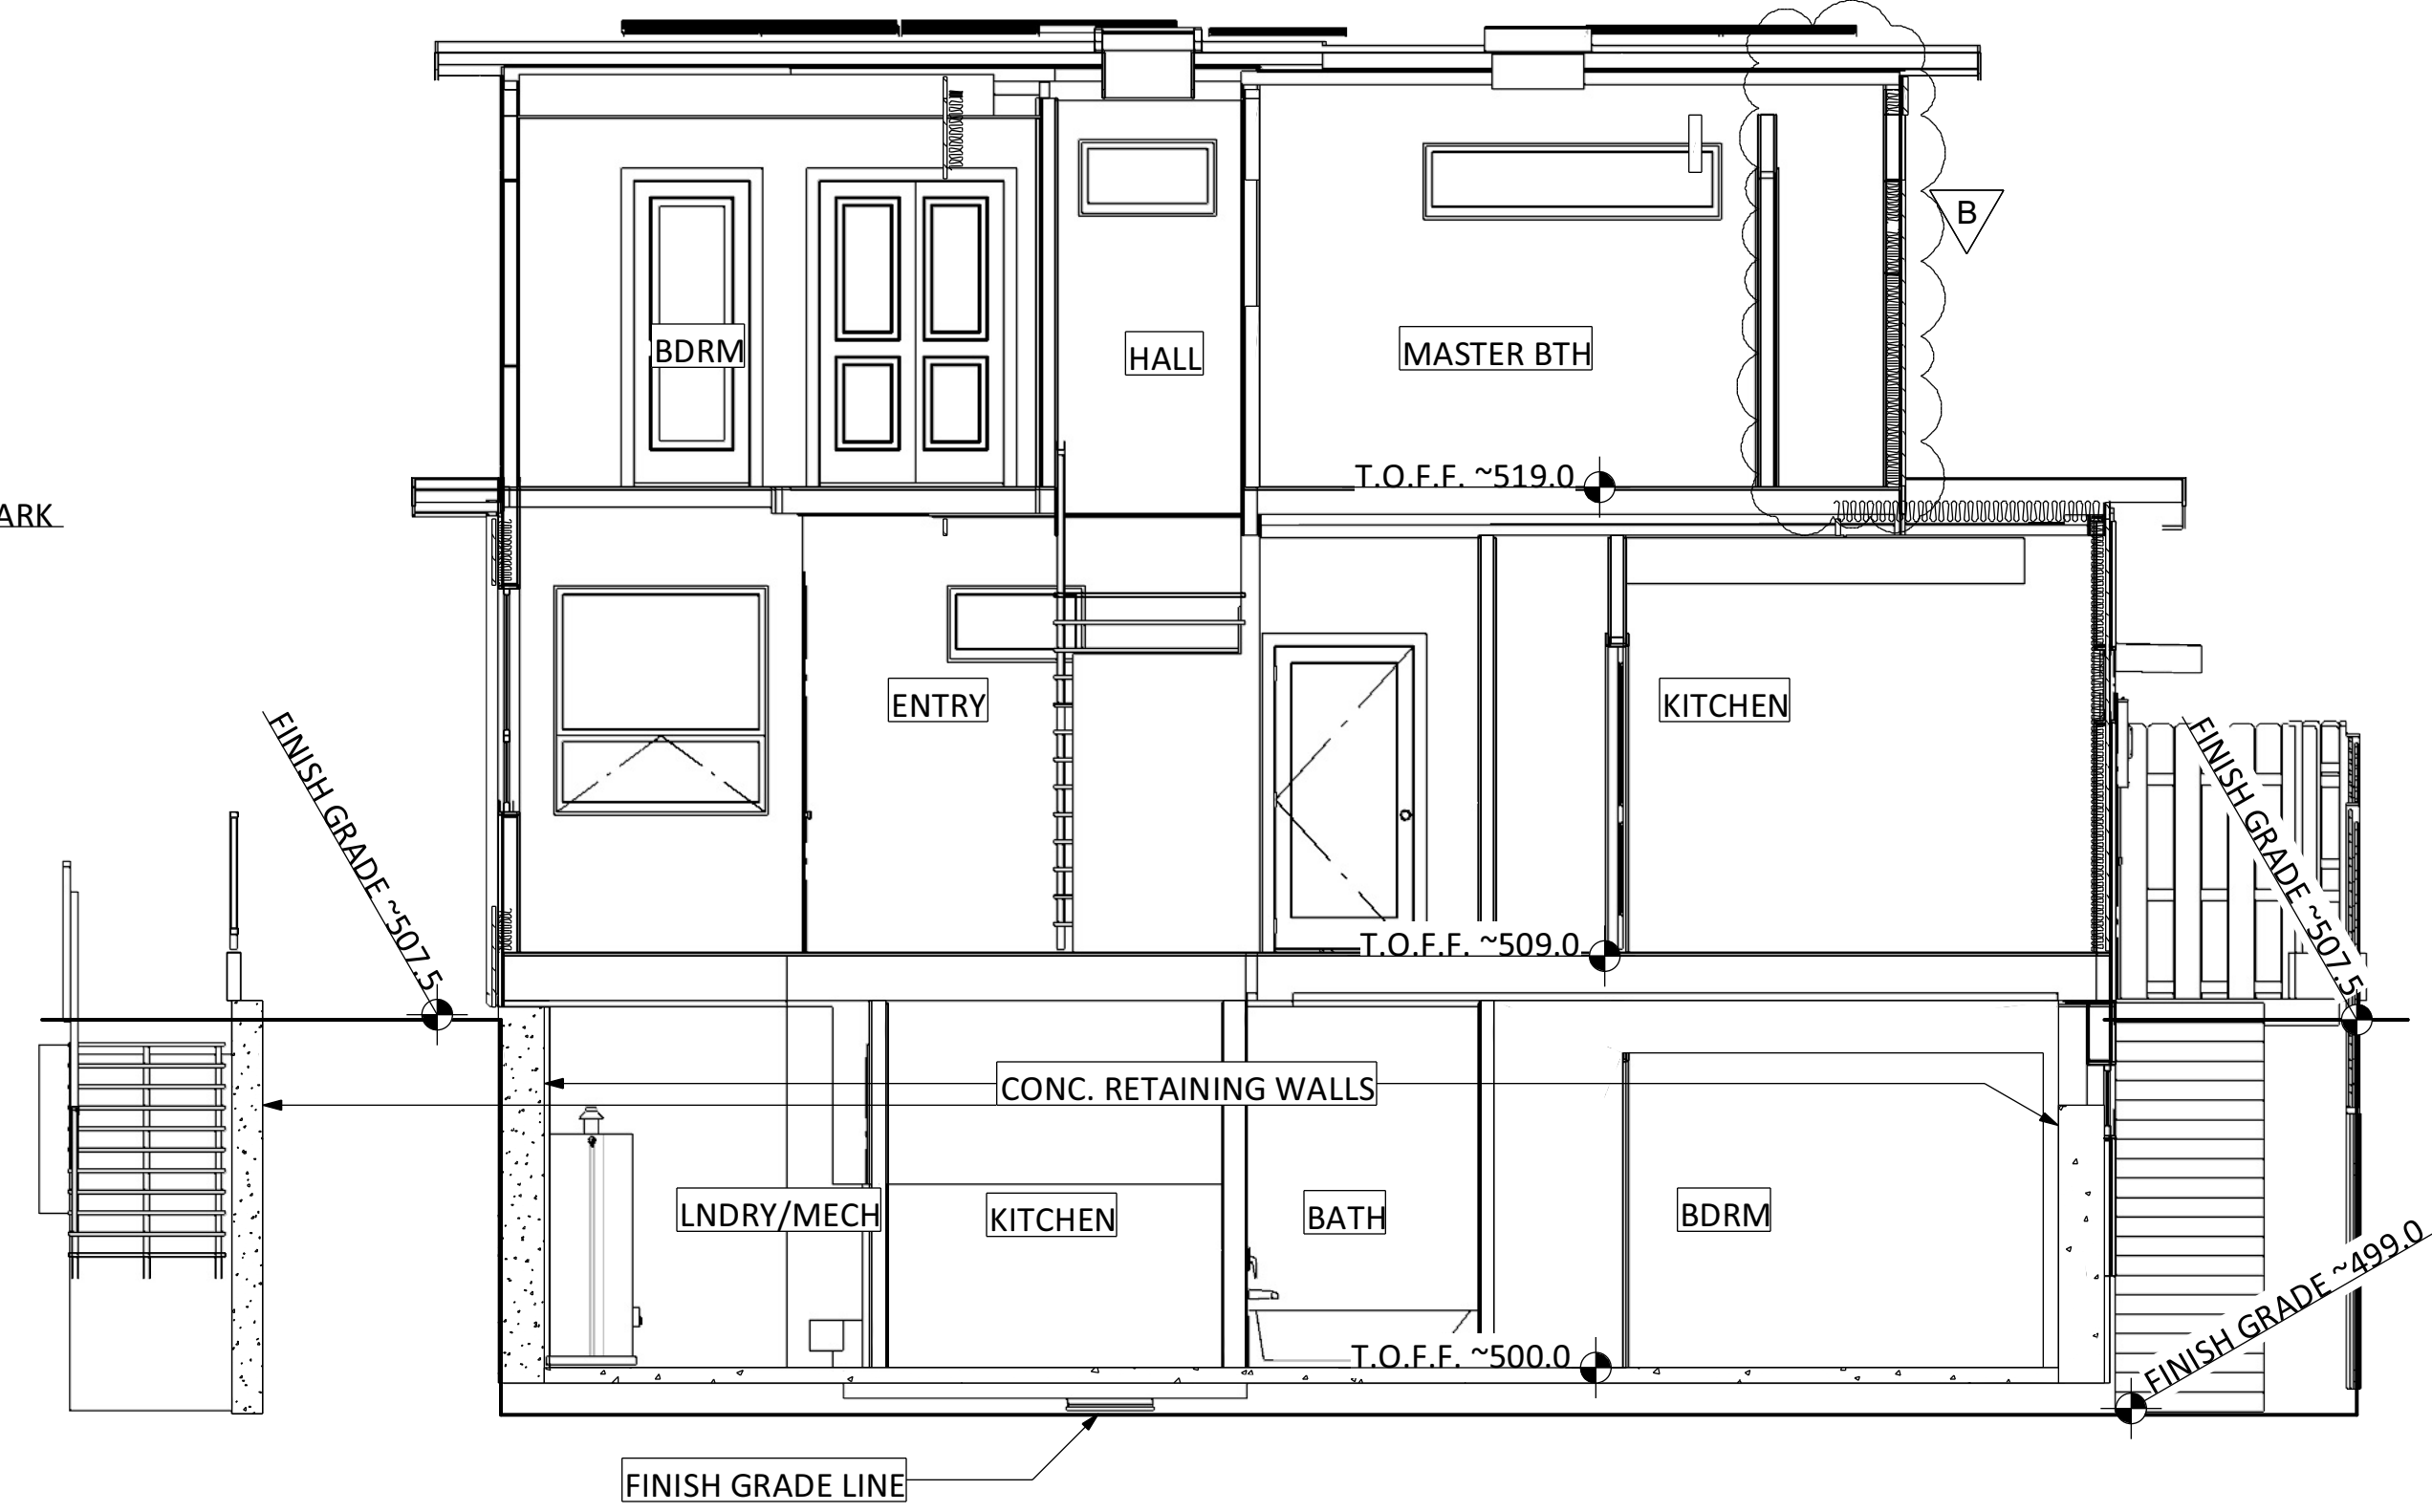 B
BDRM
HALL
MASTER BTH
T.O.F.F. ~519.0
ARK
ENTRY
KITCHEN
FINISH GRADE ~507.5
FINISH GRADE ~507.5
T.O.F.F. ~509.0
CONC. RETAINING WALLS
LNDRY/MECH
KITCHEN
BATH
BDRM
T.O.F.F. ~500.0
FINISH GRADE ~499.0
FINISH GRADE LINE